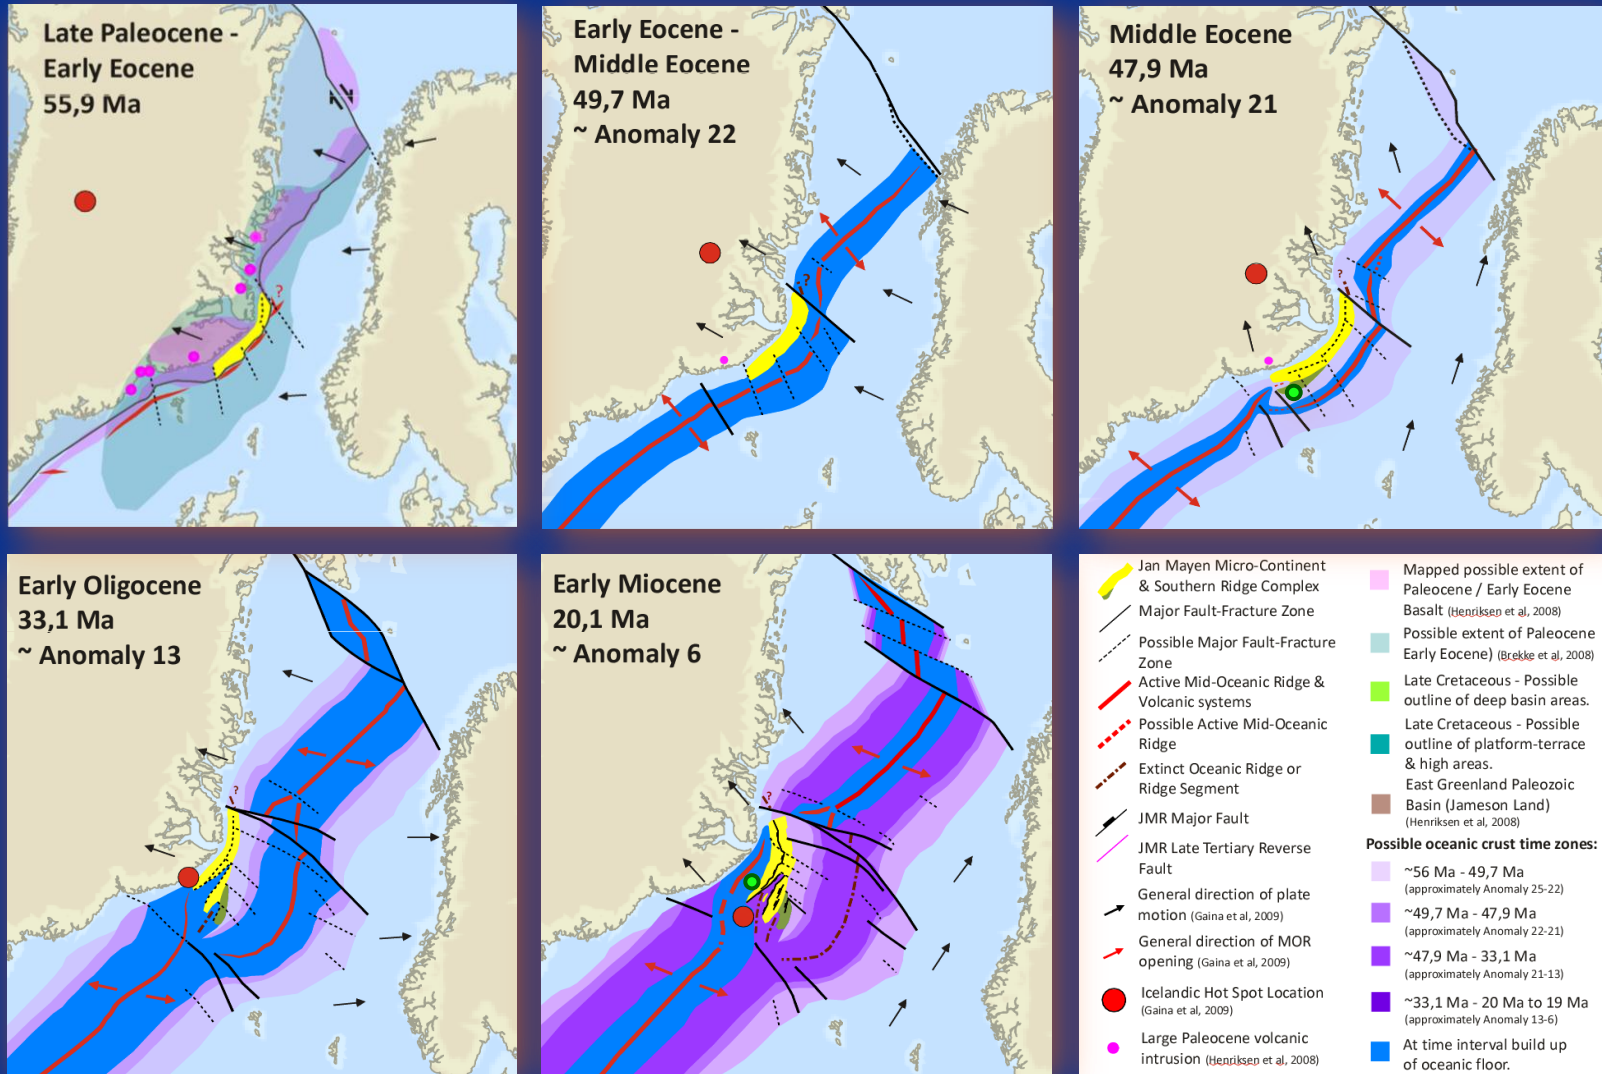 Late Paleocene -
Early Eocene
55,9 Ma
?
Early Eocene -
Middle Eocene
49,7 Ma
~ Anomaly 22
?
Middle Eocene
47,9 Ma
~ Anomaly 21
?
Early Oligocene
33,1 Ma
~ Anomaly 13
?
Early Miocene
20,1 Ma
~ Anomaly 6
?
Jan Mayen Micro-Continent
& Southern Ridge Complex
Major Fault-Fracture Zone
Possible Major Fault-Fracture
Zone
Active Mid-Oceanic Ridge &
Volcanic systems
Possible Active Mid-Oceanic
Ridge
Extinct Oceanic Ridge or
Ridge Segment
JMR Major Fault
JMR Late Tertiary Reverse
Fault
General direction of plate
motion (Gaina et al, 2009)
General direction of MOR
opening (Gaina et al, 2009)
Icelandic Hot Spot Location
(Gaina et al, 2009)
Large Paleocene volcanic
intrusion (Henriksen et al, 2008)
Mapped possible extent of
Paleocene / Early Eocene
Basalt (Henriksen et al, 2008)
Possible extent of Paleocene
Early Eocene) (Brekke et al, 2008)
Late Cretaceous - Possible
outline of deep basin areas.
Late Cretaceous - Possible
outline of platform-terrace
& high areas.
East Greenland Paleozoic
Basin (Jameson Land)
(Henriksen et al, 2008)
Possible oceanic crust time zones:
~56 Ma - 49,7 Ma
(approximately Anomaly 25-22)
~49,7 Ma - 47,9 Ma
(approximately Anomaly 22-21)
~47,9 Ma - 33,1 Ma
(approximately Anomaly 21-13)
~33,1 Ma - 20 Ma to 19 Ma
(approximately Anomaly 13-6)
At time interval build up
of oceanic floor.